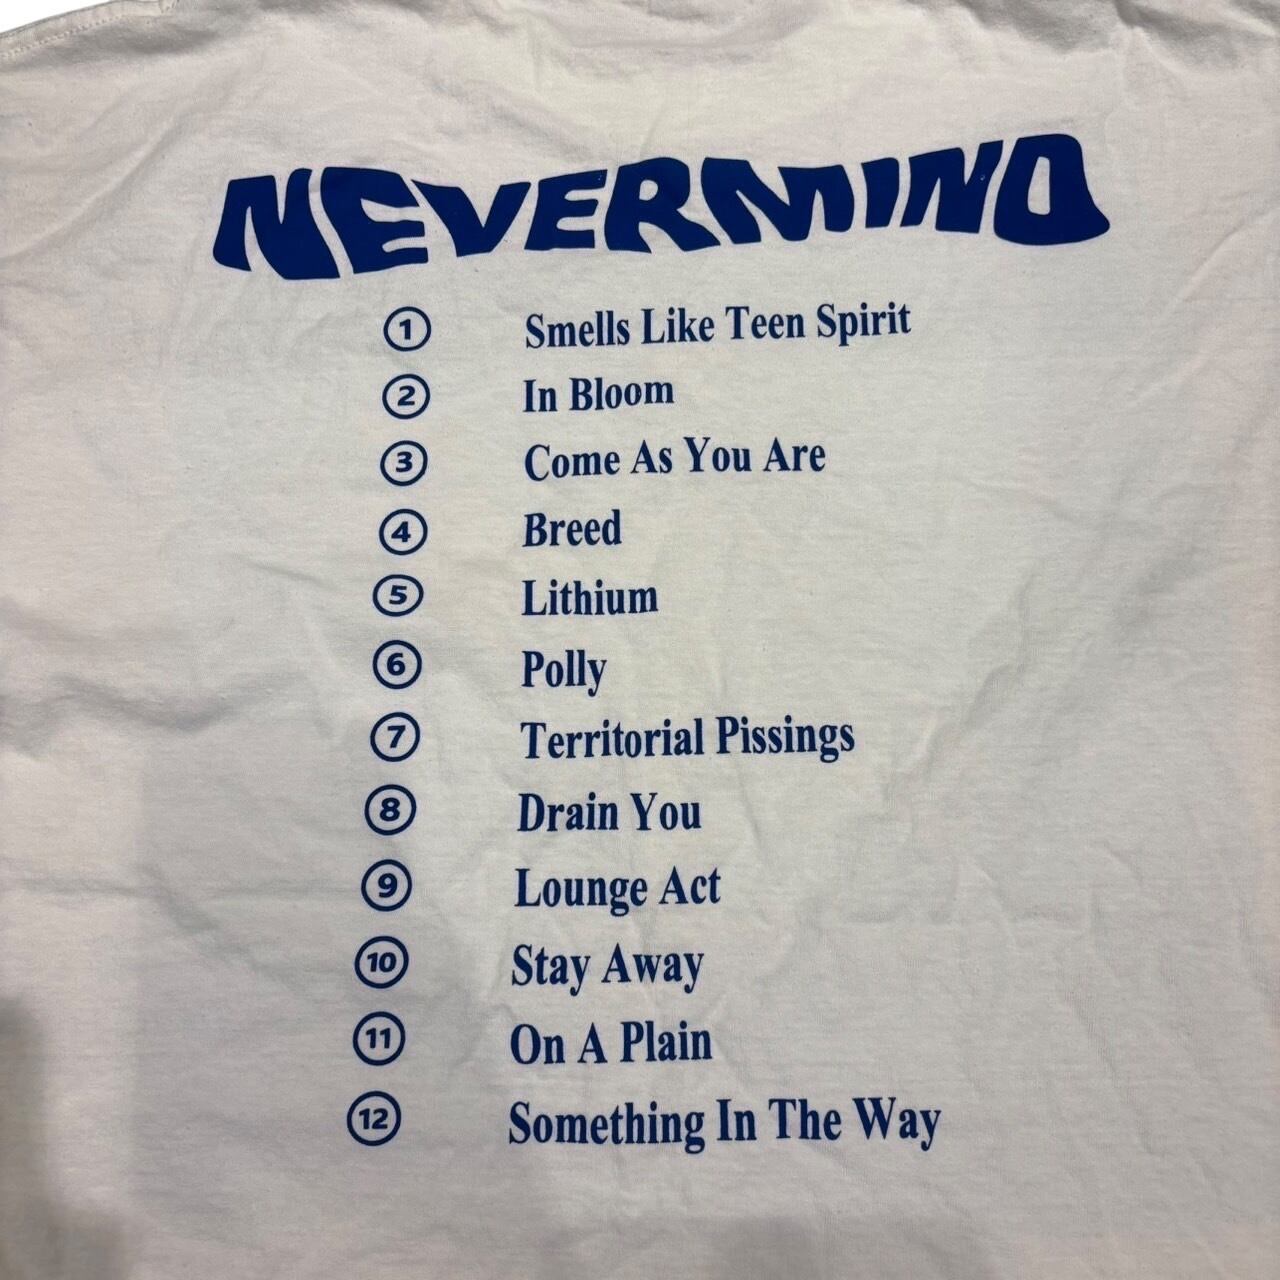 NEVERMIND
1 Smells Like Teen Spirit
2 In Bloom
3 Come As You Are
4 Breed
5 Lithium
6 Polly
7 Territorial Pissings
8 Drain You
9 Lounge Act
10 Stay Away
11 On A Plain
12 Something In The Way